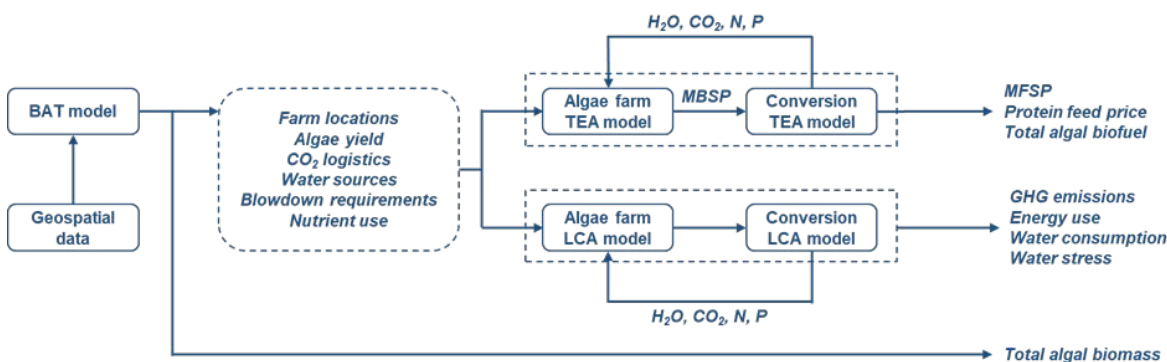 H₂O, CO₂, N, P
BAT model
Geospatial
data
Farm locations
Algae yield
CO₂ logistics
Water sources
Blowdown requirements
Nutrient use
Algae farm
TEA model
MBSP
Conversion
TEA model
MFSP
Protein feed price
Total algal biofuel
Algae farm
LCA model
Conversion
LCA model
GHG emissions
Energy use
Water consumption
Water stress
H₂O, CO₂, N, P
Total algal biomass